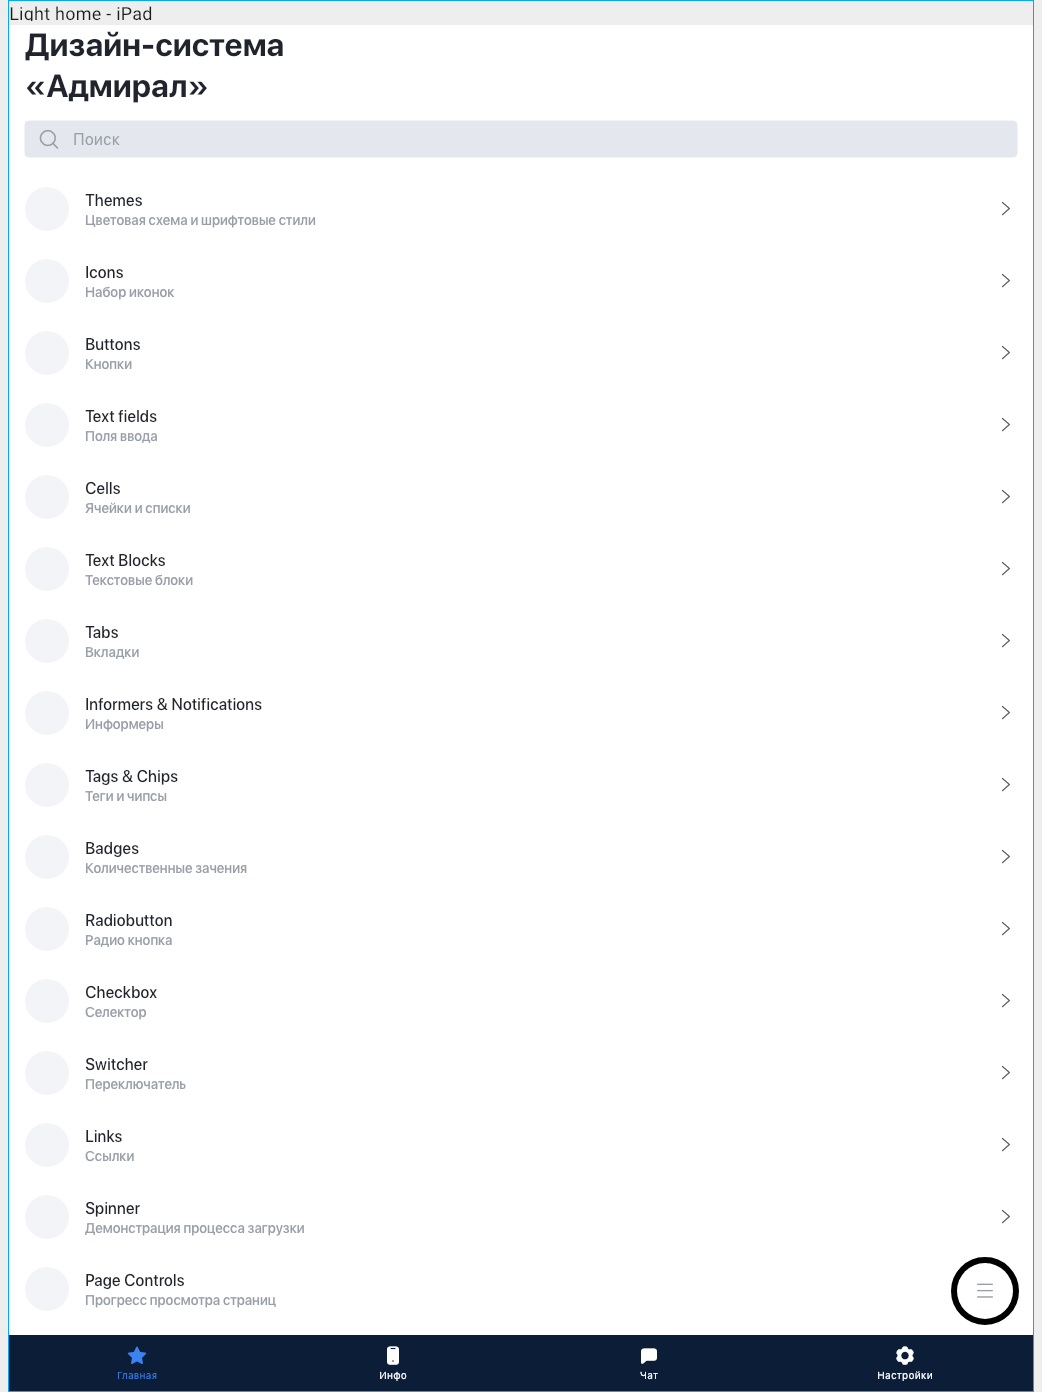 Light home - iPad
Дизайн-система
«Адмирал»
Поиск
Themes
Цветовая схема и шрифтовые стили
Icons
Набор иконок
Buttons
Кнопки
Text fields
Поля ввода
Cells
Ячейки и списки
Text Blocks
Текстовые блоки
Tabs
Вкладки
Informers & Notifications
Информеры
Tags & Chips
Теги и чипсы
Badges
Количественные зачения
Radiobutton
Радио кнопка
Checkbox
Селектор
Switcher
Переключатель
Links
Ссылки
Spinner
Демонстрация процесса загрузки
Page Controls
Прогресс просмотра страниц
Главная
Инфо
Чат
Настройки